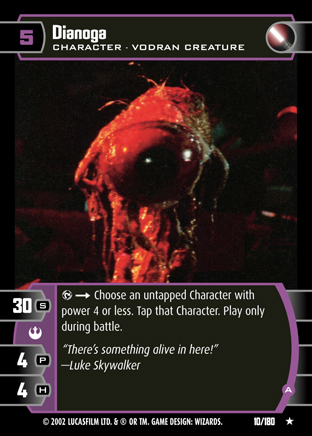 5
Dianoga
CHARACTER · VODRAN CREATURE
30 S
4 P
4 H
→ Choose an untapped Character with
power 4 or less. Tap that Character. Play only
during battle.
“There’s something alive in here!”
—Luke Skywalker
A
© 2002 LUCASFILM LTD. & ® OR TM. GAME DESIGN: WIZARDS. 10/180 ★